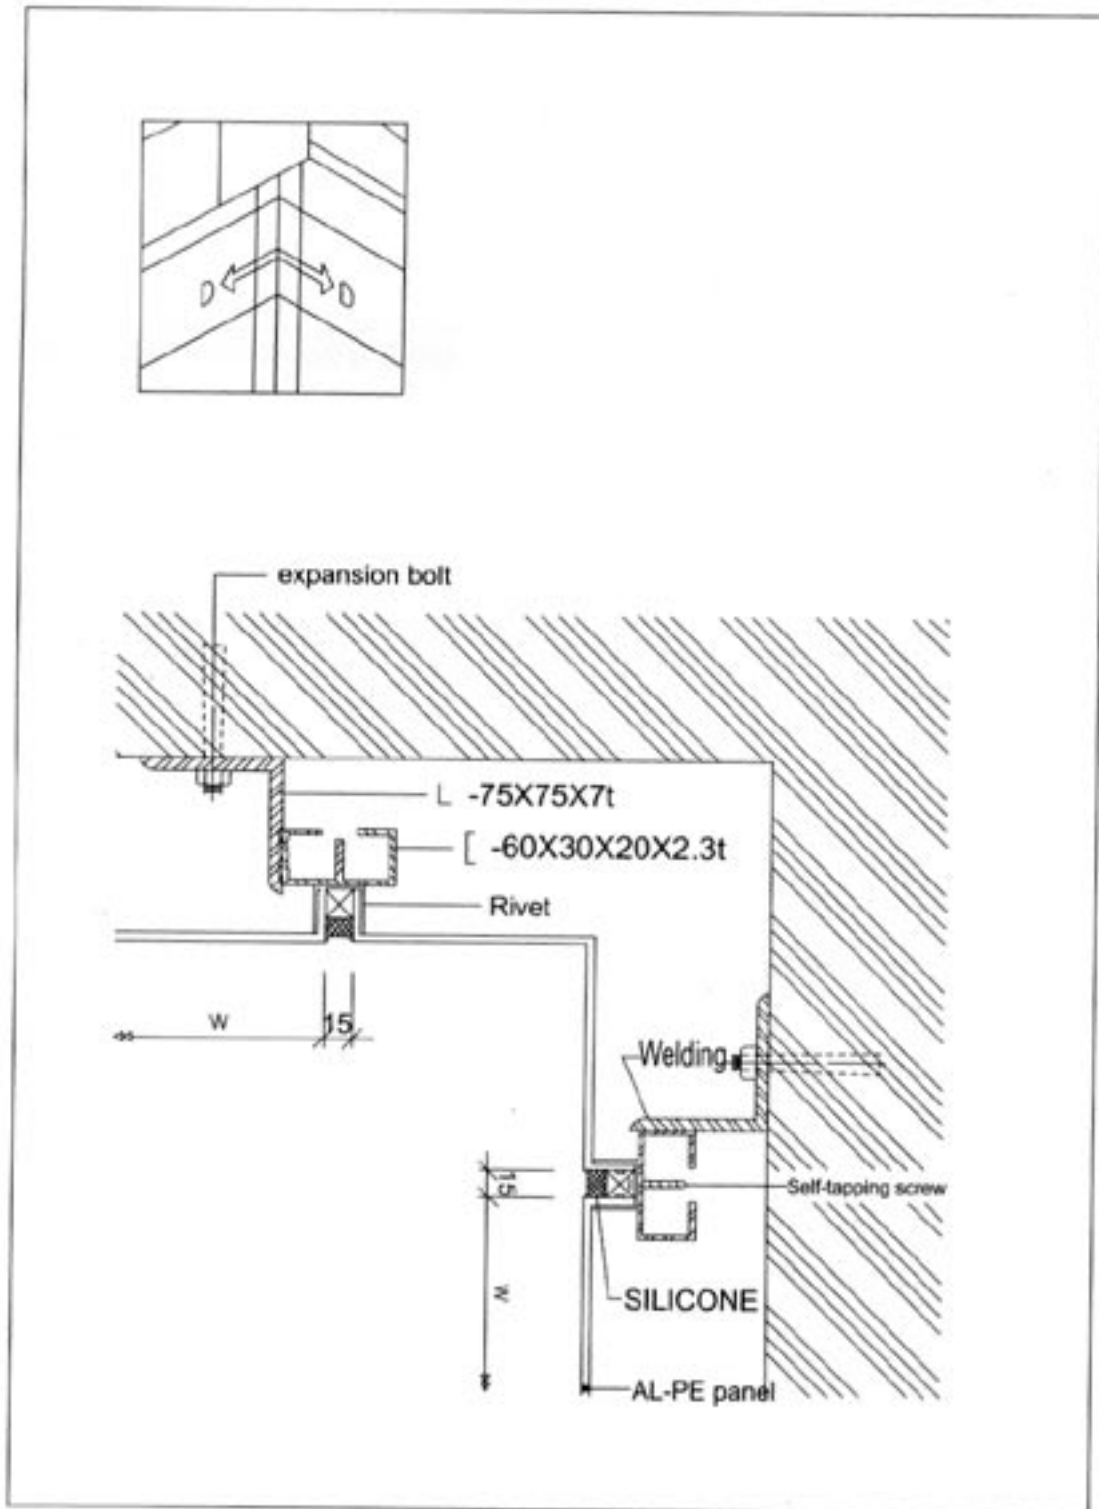 D D
expansion bolt
L -75X75X7t
[ -60X30X20X2.3t
Rivet
W 15
Welding
15
Self-tapping screw
W
SILICONE
AL-PE panel